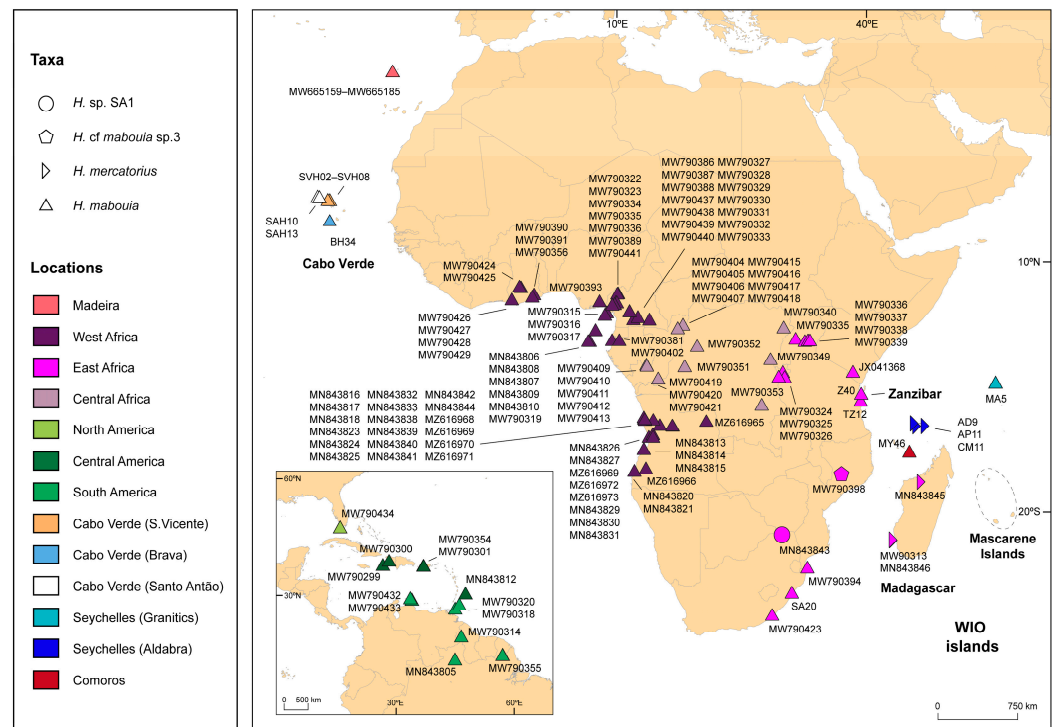 Taxa
H. sp. SA1
H. cf mabouia sp.3
H. mercatorius
H. mabouia
Locations
Madeira
West Africa
East Africa
Central Africa
North America
Central America
South America
Cabo Verde (S.Vicente)
Cabo Verde (Brava)
Cabo Verde (Santo Antão)
Seychelles (Granitics)
Seychelles (Aldabra)
Comoros
10ºE
40ºE
MW665159–MW665185
SVH02–SVH08
SAH10
SAH13
BH34
Cabo Verde
MW790424
MW790425
MW790390
MW790391
MW790356
MW790322
MW790323
MW790334
MW790335
MW790336
MW790389
MW790441
MW790386 MW790327
MW790387 MW790328
MW790388 MW790329
MW790437 MW790330
MW790438 MW790331
MW790439 MW790332
MW790440 MW790333
MW790404 MW790415
MW790405 MW790416
MW790406 MW790417
MW790407 MW790418
10ºN
MW790393
MW790426
MW790427
MW790428
MW790429
MW790315
MW790316
MW790317
MW790340
MW790335
MW790336
MW790337
MW790338
MW790339
MW790381
MW790402
MW790352
MW790349
MW790351
MW790353
JX041368
MN843806
MN843808
MN843807
MN843809
MN843810
MW790319
MW790409
MW790410
MW790411
MW790412
MW790413
MW790419
MW790420
MW790421
MZ616965
MW790324
MW790325
MW790326
Z40
Zanzibar
TZ12
MA5
AD9
AP11
CM11
MY46
MN843816 MN843832 MN843842
MN843817 MN843833 MN843844
MN843818 MN843838 MZ616968
MN843823 MN843839 MZ616969
MN843824 MN843840 MZ616970
MN843825 MN843841 MZ616971
MN843826
MN843827
MZ616969
MZ616972
MZ616973
MN843829
MN843830
MN843831
MN843813
MN843814
MN843815
MZ616966
MN843820
MN843821
MW790398
MN843845
MW90313
MN843846
Madagascar
Mascarene
Islands
20ºS
MN843843
MW790394
SA20
MW790423
WIO
islands
0
750 km
60ºN
MW790434
MW790300
MW790354
MW790301
MW790299
MN843812
30ºN
MW790432
MW790433
MW790320
MW790318
MW790314
MN843805
MW790355
0 500 km
30ºE
60ºE